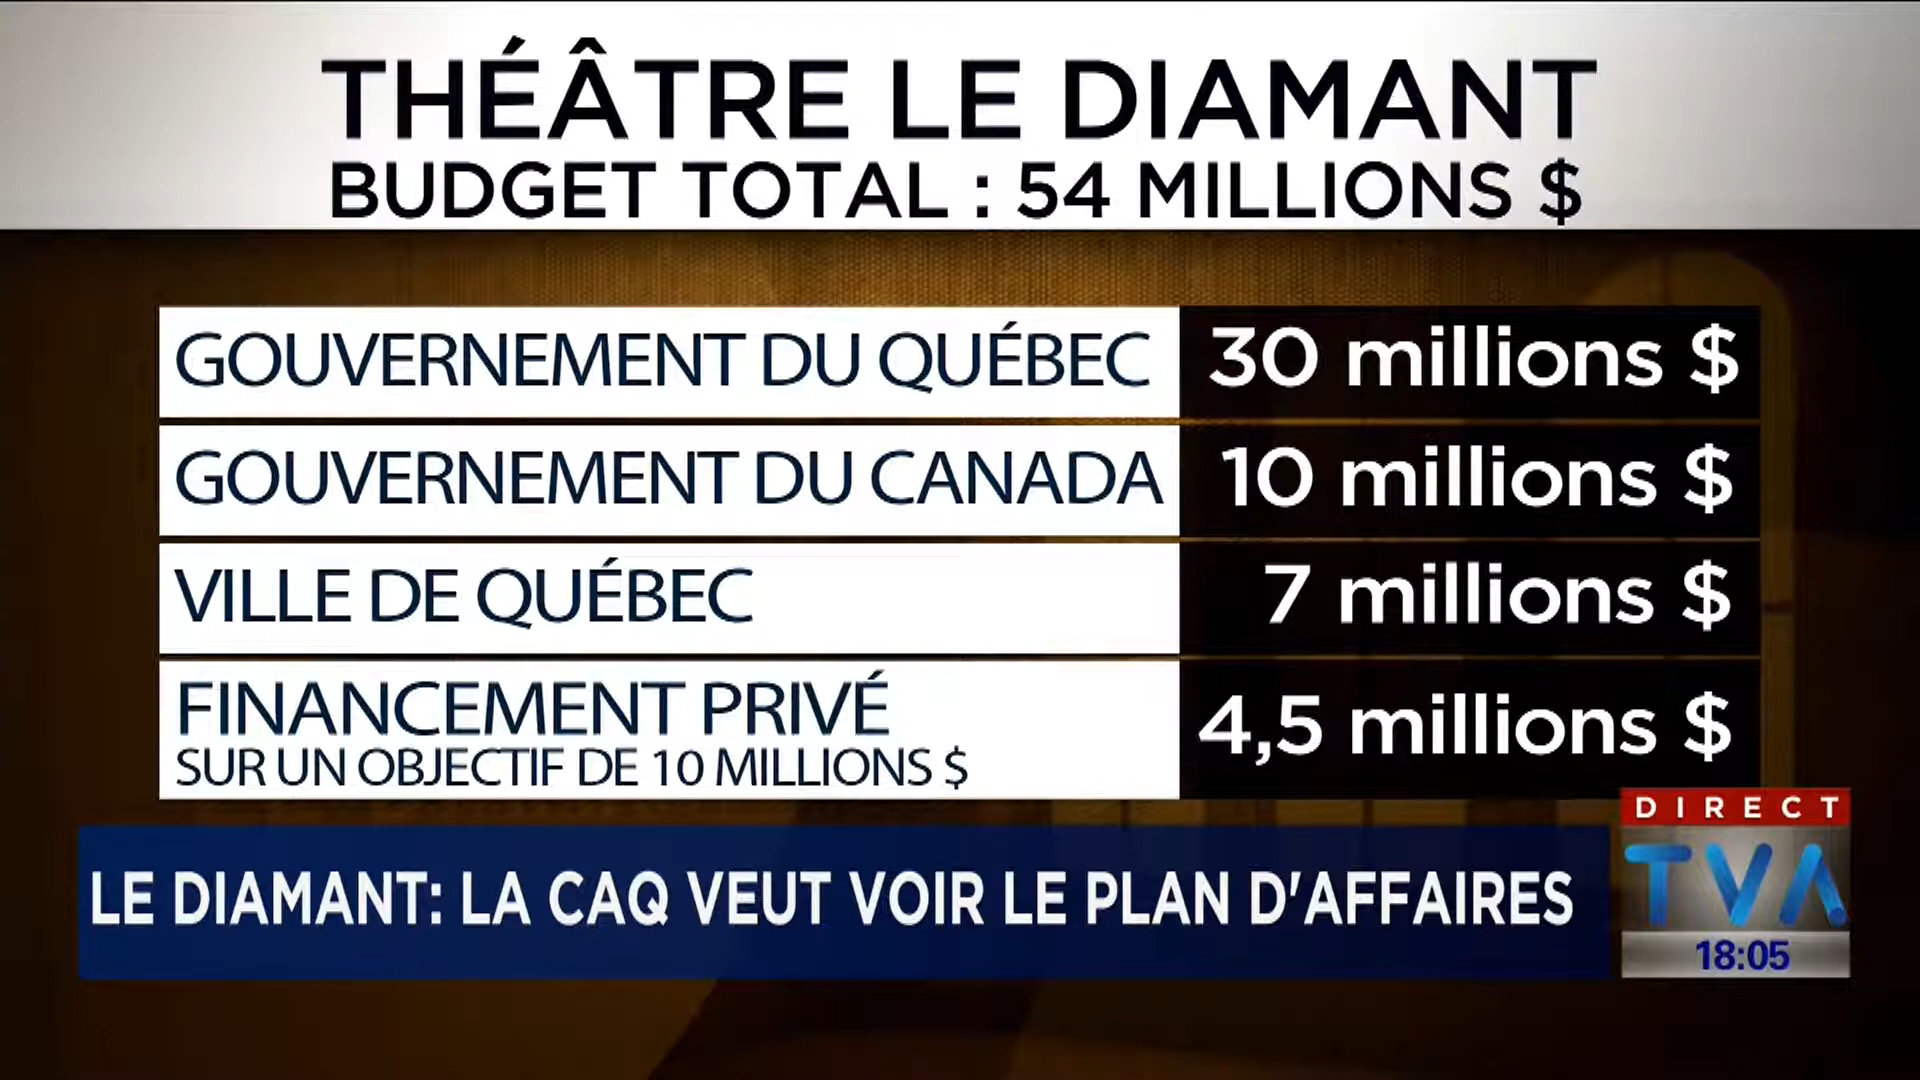 THÉÂTRE LE DIAMANT
BUDGET TOTAL : 54 MILLIONS $
GOUVERNEMENT DU QUÉBEC 30 millions $
GOUVERNEMENT DU CANADA 10 millions $
VILLE DE QUÉBEC 7 millions $
FINANCEMENT PRIVÉ 4,5 millions $
SUR UN OBJECTIF DE 10 MILLIONS $
DIRECT
TVA
18:05
LE DIAMANT: LA CAQ VEUT VOIR LE PLAN D'AFFAIRES